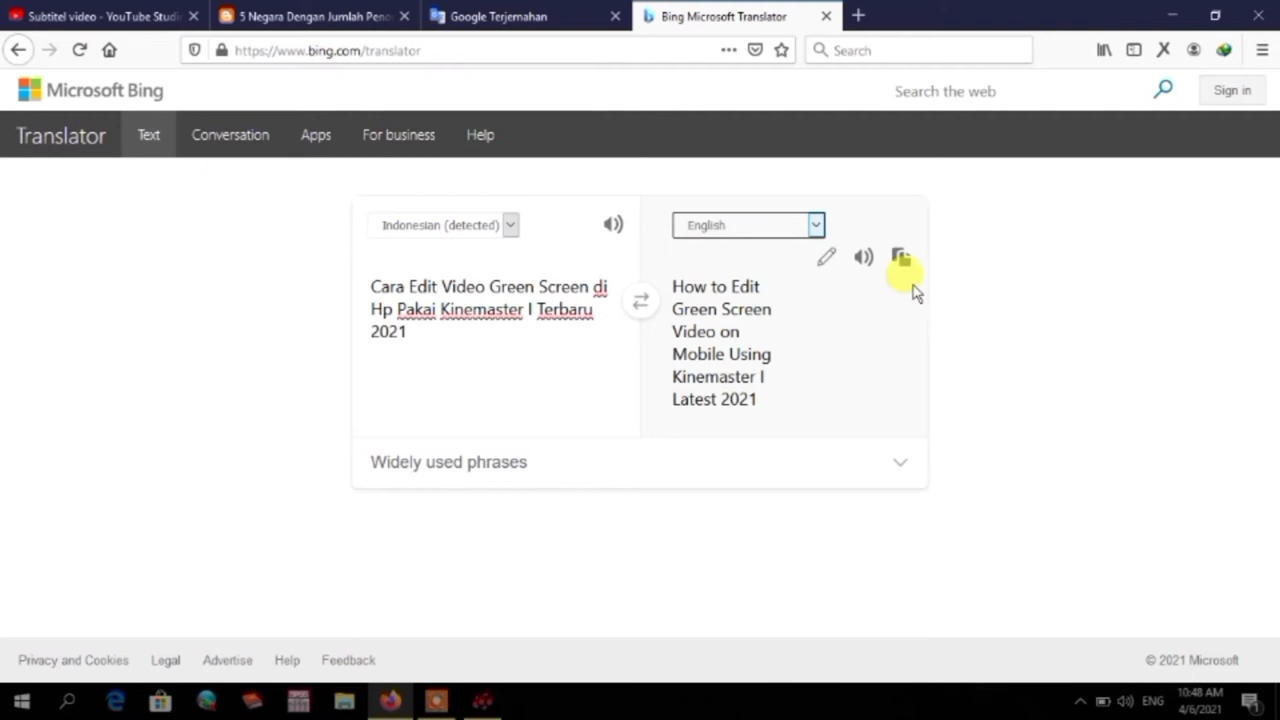 Subtitel video - YouTube Studi
5 Negara Dengan Jumlah Peno
Google Terjemahan
Bing Microsoft Translator
https://www.bing.com/translator
Search
Microsoft Bing
Search the web
Sign in
Translator
Text
Conversation
Apps
For business
Help
Indonesian (detected)
English
Cara Edit Video Green Screen di
Hp Pakai Kinemaster I Terbaru
2021
How to Edit
Green Screen
Video on
Mobile Using
Kinemaster I
Latest 2021
Widely used phrases
Privacy and Cookies
Legal
Advertise
Help
Feedback
© 2021 Microsoft
ENG
10:48 AM
4/6/2021